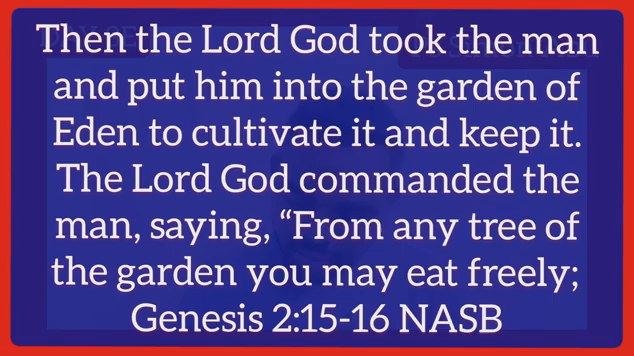 Then the Lord God took the man
and put him into the garden of
Eden to cultivate it and keep it.
The Lord God commanded the
man, saying, “From any tree of
the garden you may eat freely;
Genesis 2:15-16 NASB